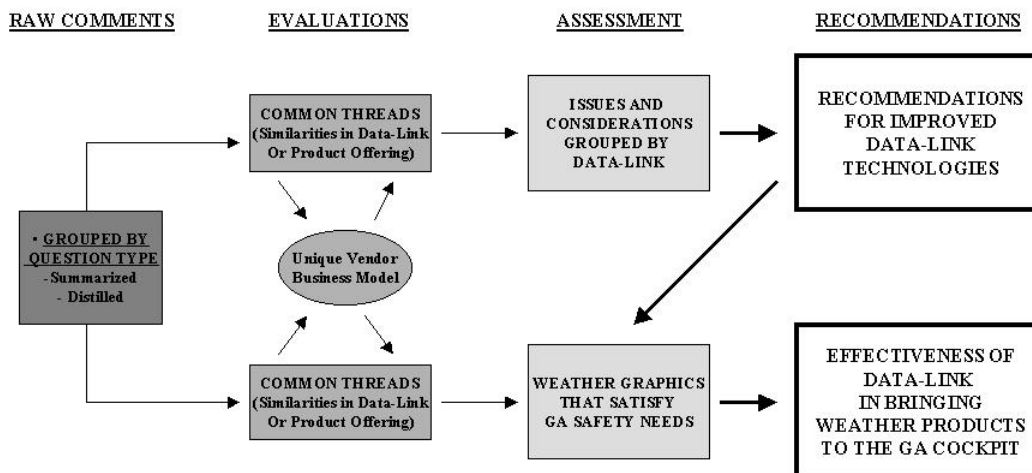 RAW COMMENTS
EVALUATIONS
ASSESSMENT
RECOMMENDATIONS
• GROUPED BY
QUESTION TYPE
- Summarized
- Distilled
COMMON THREADS
(Similarities in Data-Link
Or Product Offering)
Unique Vendor
Business Model
COMMON THREADS
(Similarities in Data-Link
Or Product Offering)
ISSUES AND
CONSIDERATIONS
GROUPED BY
DATA-LINK
WEATHER GRAPHICS
THAT SATISFY
GA SAFETY NEEDS
RECOMMENDATIONS
FOR IMPROVED
DATA-LINK
TECHNOLOGIES
EFFECTIVENESS OF
DATA-LINK
IN BRINGING
WEATHER PRODUCTS
TO THE GA COCKPIT